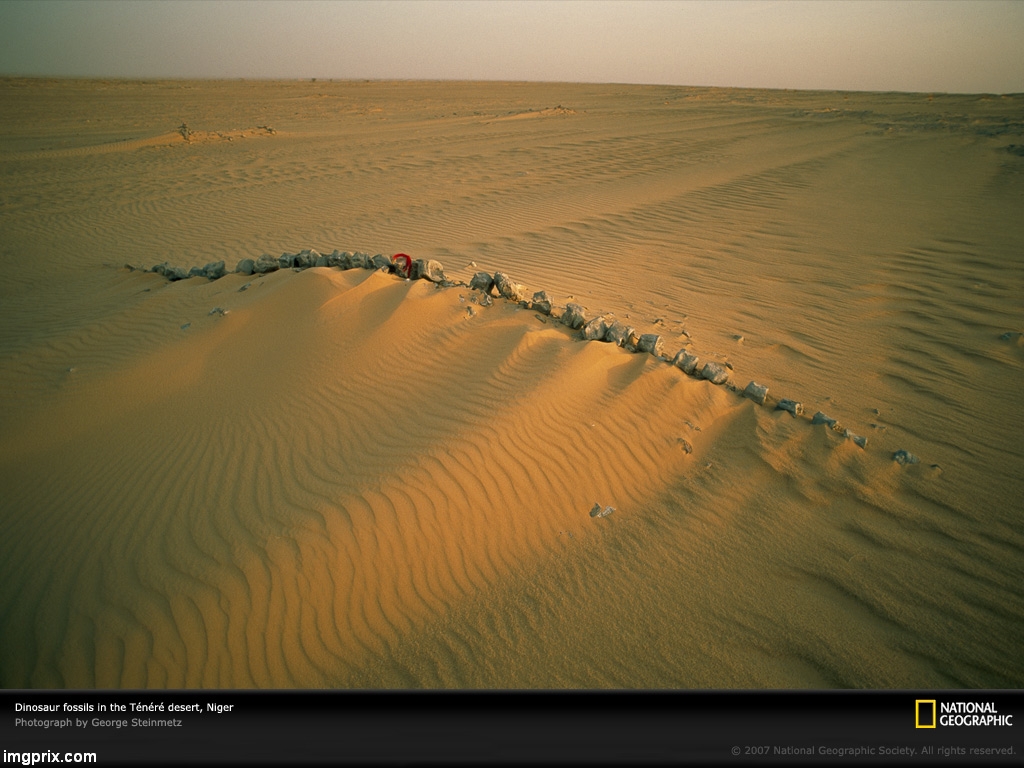 Dinosaur fossils in the Ténéré desert, Niger
Photograph by George Steinmetz
NATIONAL
GEOGRAPHIC
© 2007 National Geographic Society. All rights reserved.
imgprix.com